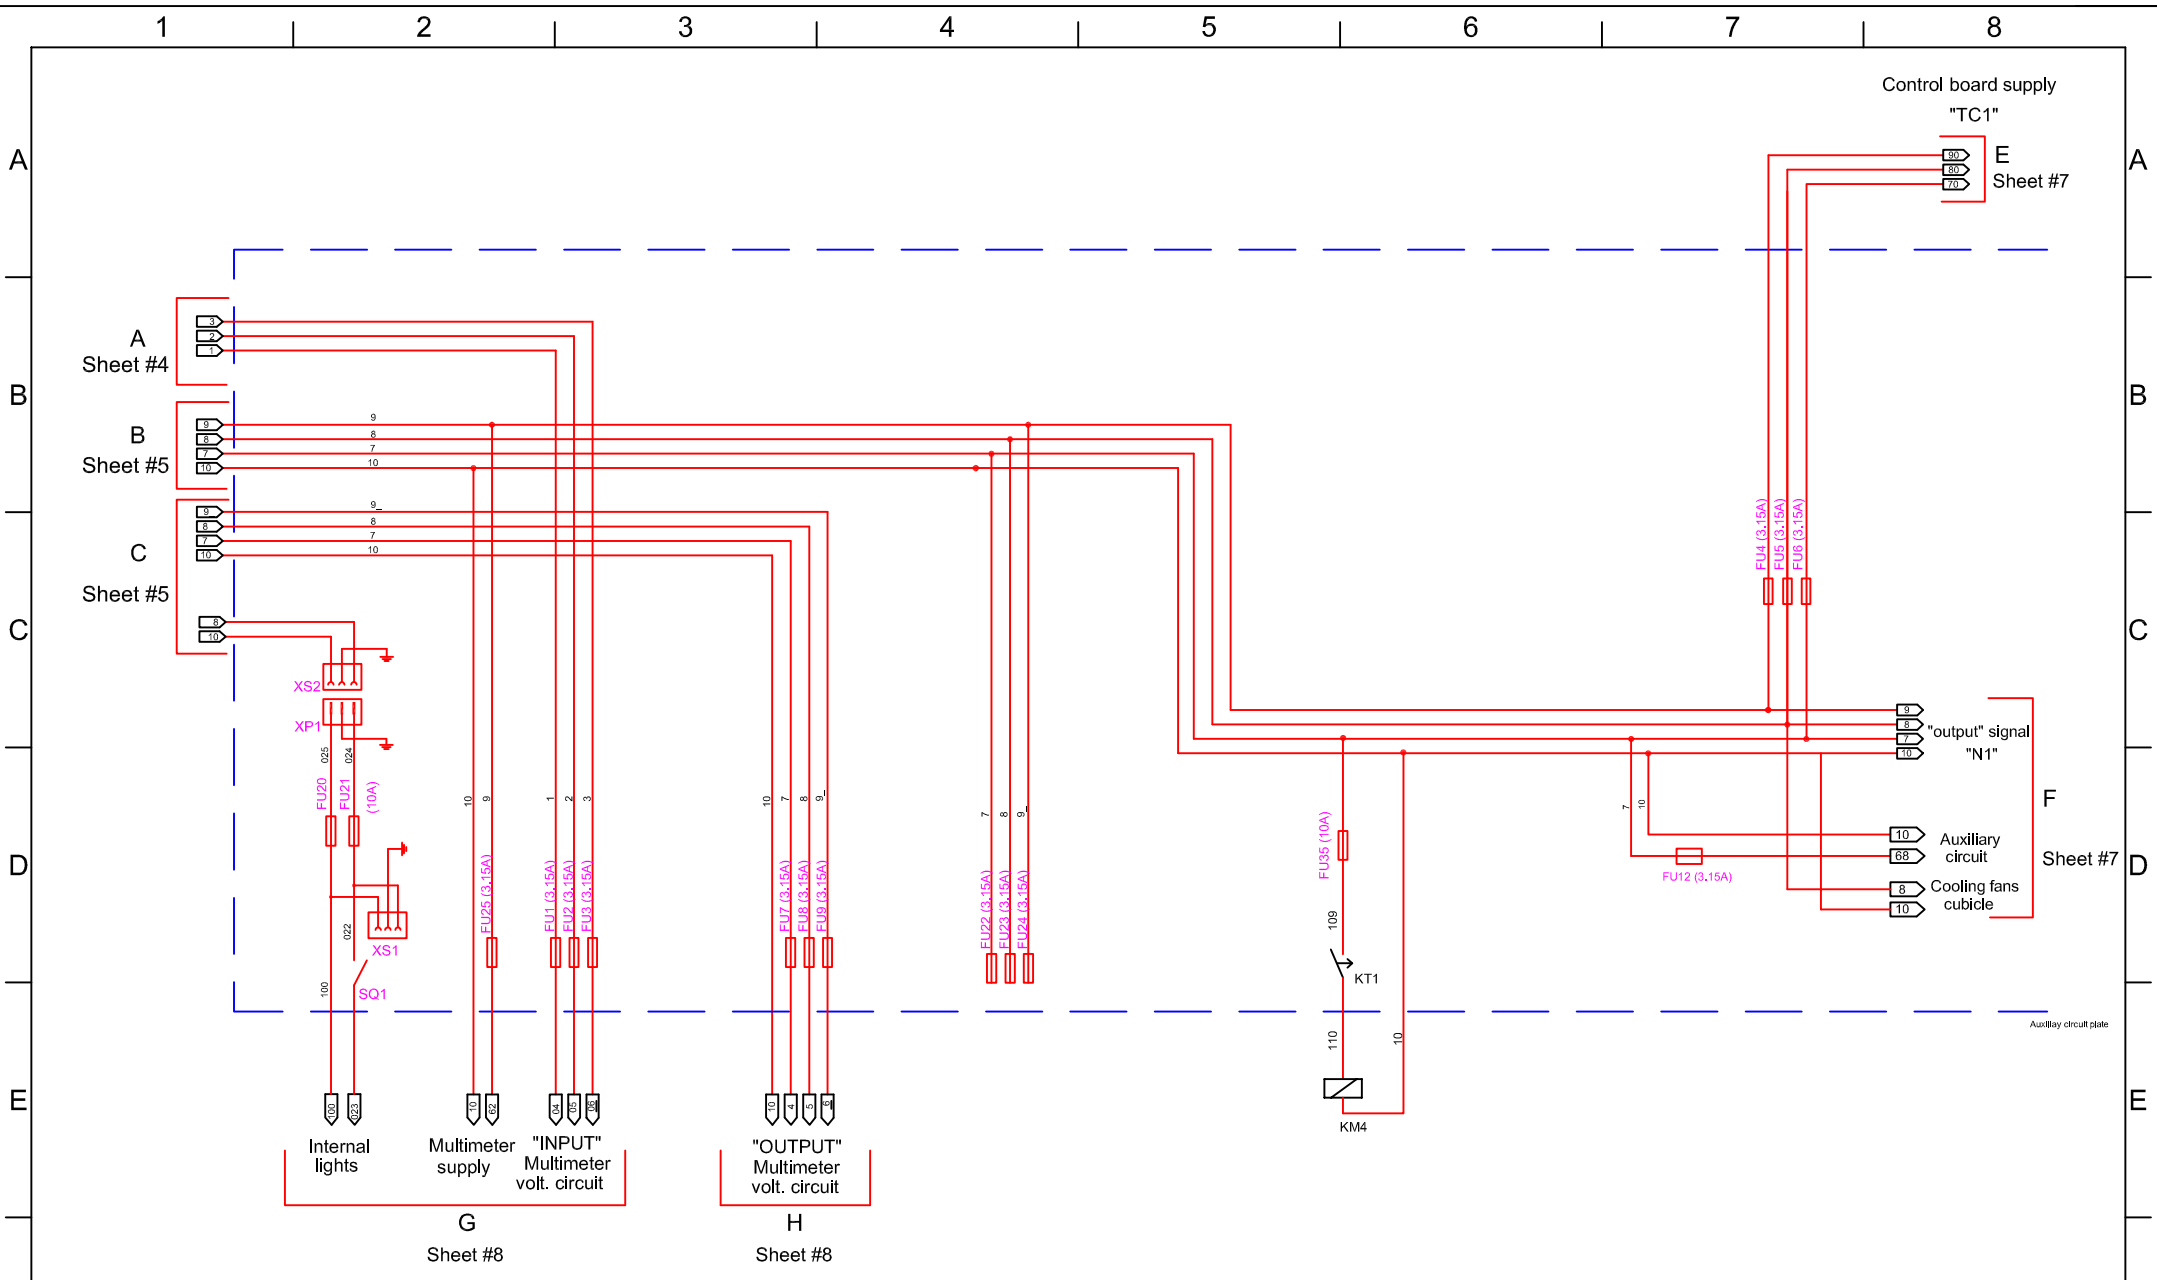 1 2 3 4 5 6 7 8
Control board supply
"TC1"
A
A
90
80
70
E
Sheet #7
3
2
1
A
Sheet #4
B
B
9
8
7
10
B
Sheet #5
9
8
7
10
9
8
7
10
C
Sheet #5
9_
8
7
10
8
10
FU4 (3.15A)
FU5 (3.15A)
FU6 (3.15A)
C
C
XS2
XP1
025
024
FU20
FU21
(10A)
022
XS1
100
SQ1
10
9
FU25 (3.15A)
1
2
3
FU1 (3.15A)
FU2 (3.15A)
FU3 (3.15A)
10
7
8
9_
FU7 (3.15A)
FU8 (3.15A)
FU9 (3.15A)
7
8
9_
FU22 (3.15A)
FU23 (3.15A)
FU24 (3.15A)
FU35 (10A)
109
KT1
110
10
KM4
9
8
7
10
"output" signal
"N1"
7
10
FU12 (3.15A)
10
68
Auxiliary
circuit
8
10
Cooling fans
cubicle
F
Sheet #7
D
D
Auxillay circuit plate
E
E
100
023
10
62
04
05
06
10
4
5
6
Internal
lights
Multimeter
supply
"INPUT"
Multimeter
volt. circuit
"OUTPUT"
Multimeter
volt. circuit
G
Sheet #8
H
Sheet #8